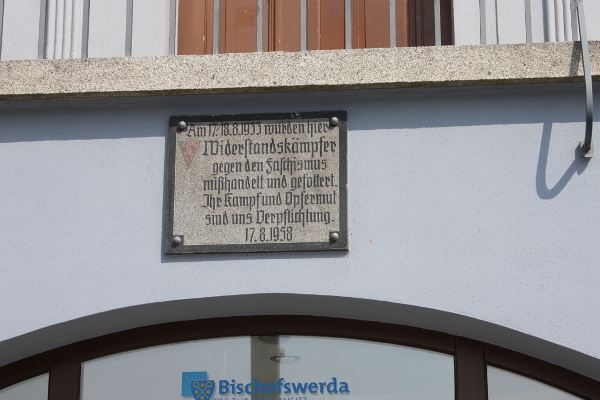 Am 17./18.8.1933 wurden hier
Widerstandskämpfer
gegen den Faschismus
mißhandelt und gefoltert.
Ihr Kampf und Opfermut
sind uns Verpflichtung.
17.8.1958
Bischofswerda